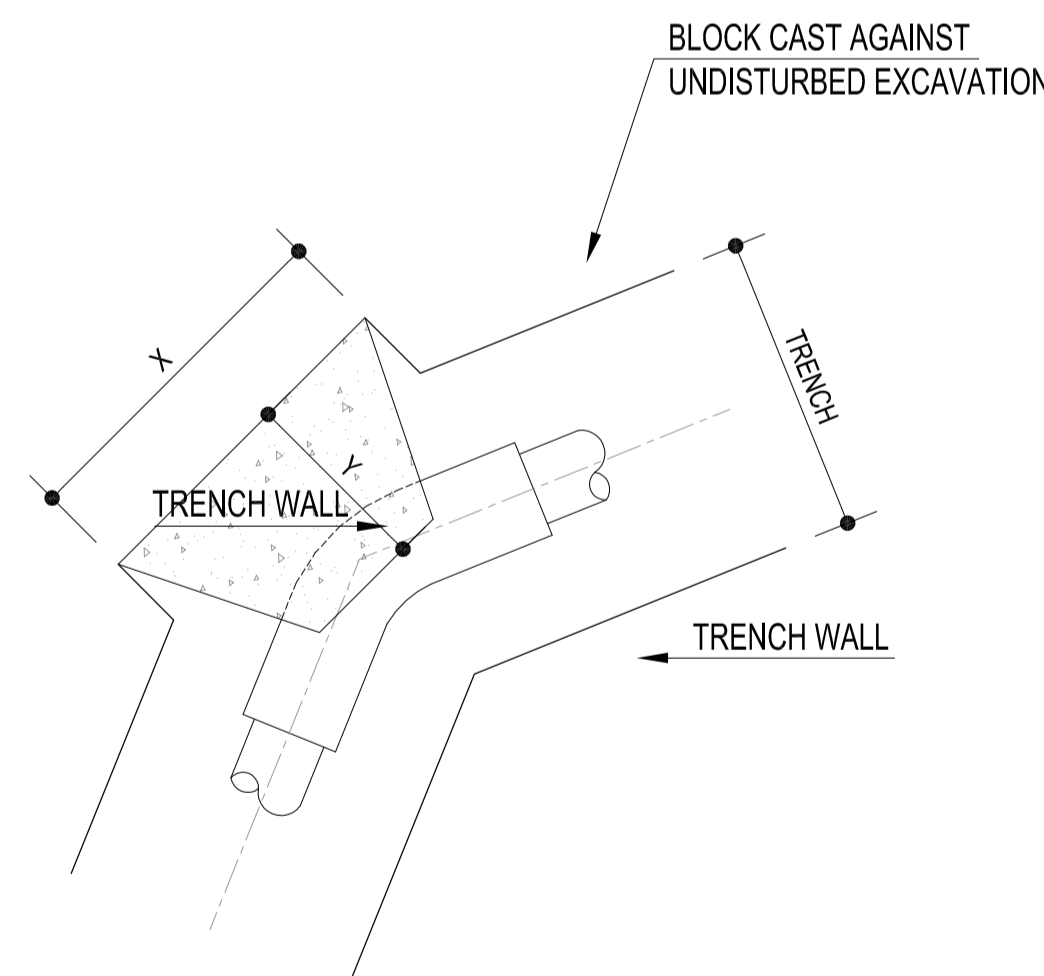 BLOCK CAST AGAINST
UNDISTURBED EXCAVATION
X
TRENCH
Y
TRENCH WALL
TRENCH WALL